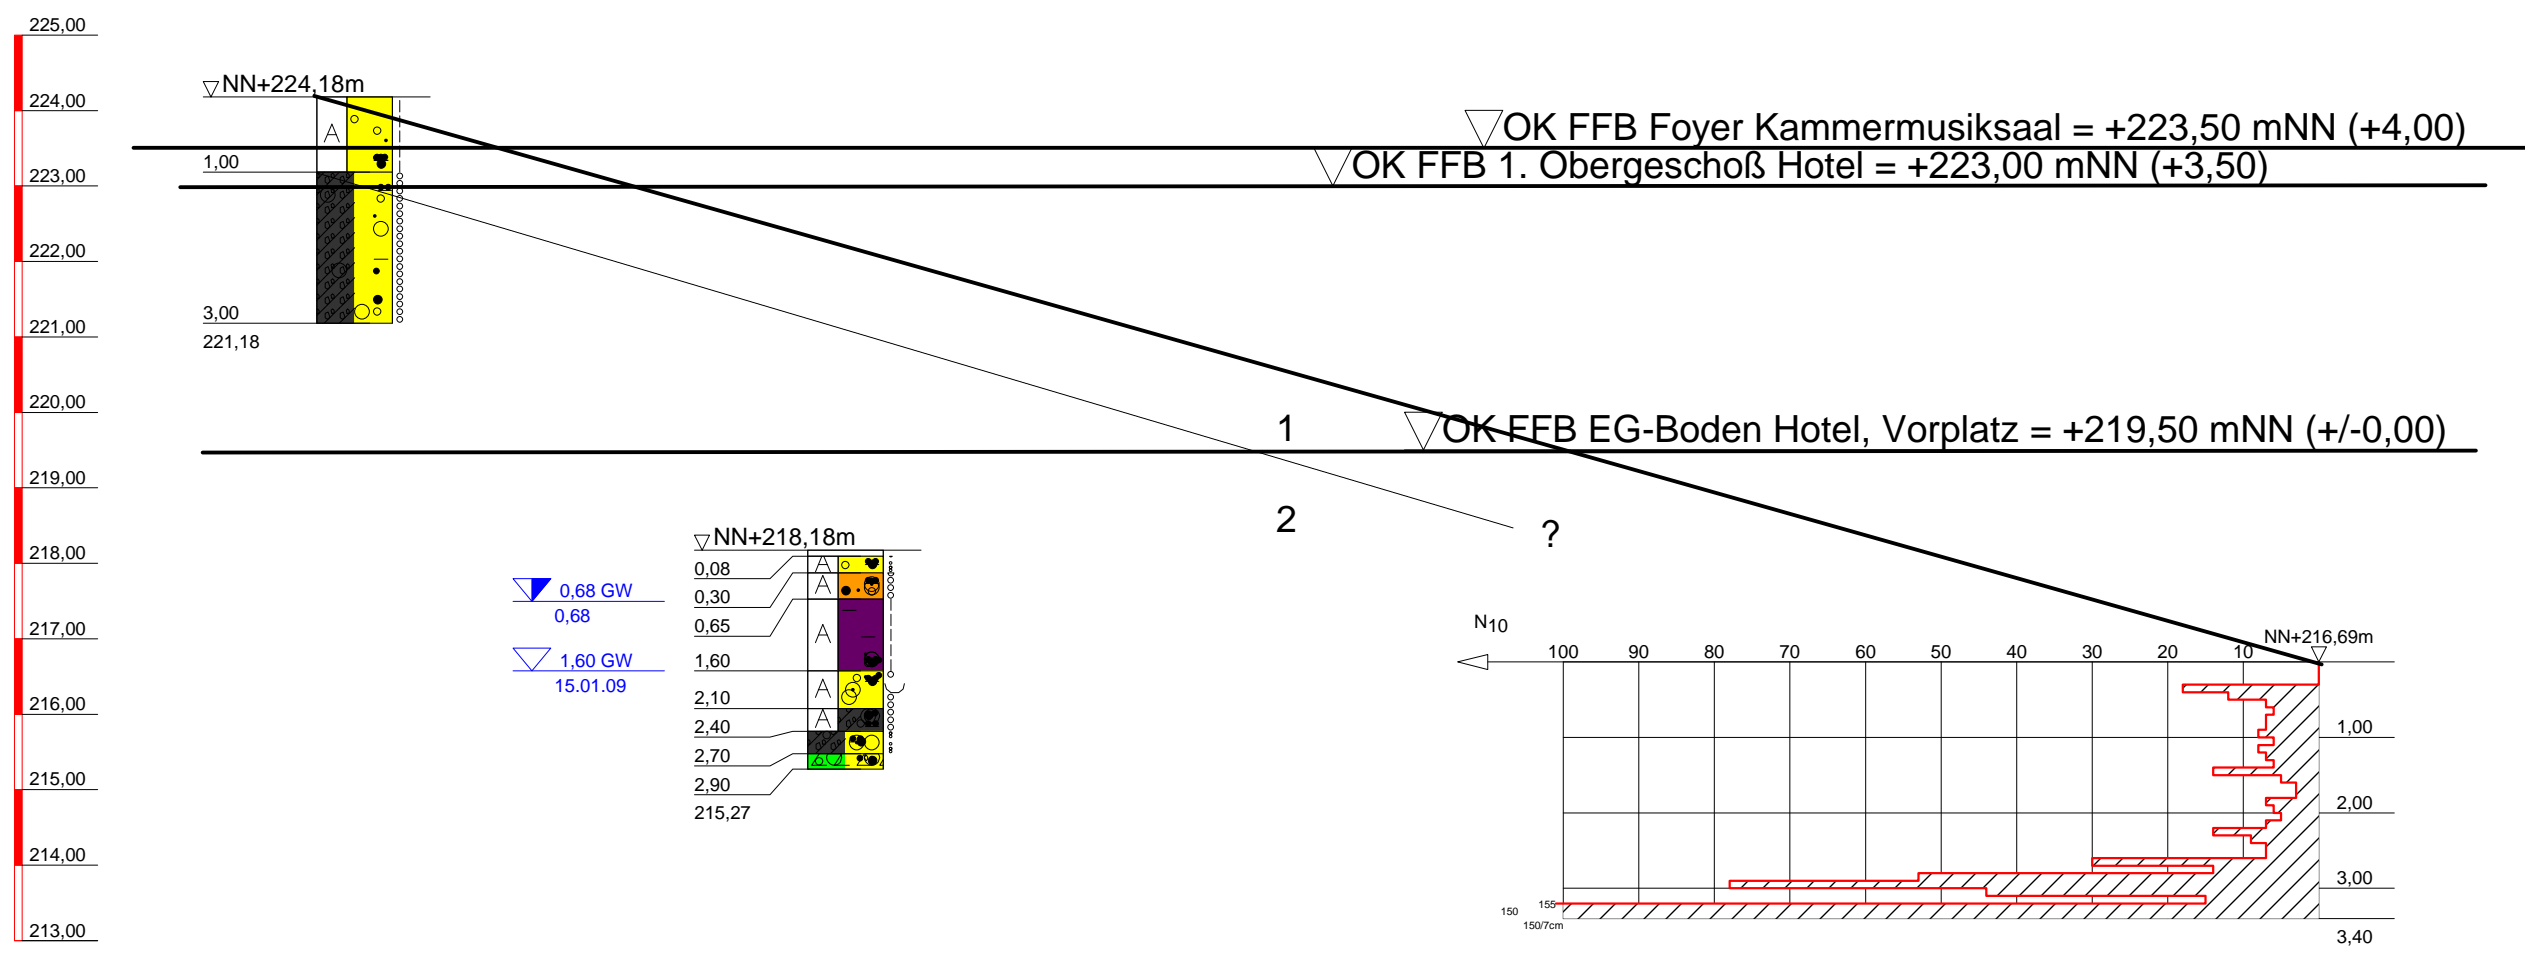 225,00
224,00
223,00
222,00
221,00
220,00
219,00
218,00
217,00
216,00
215,00
214,00
213,00
NN+224,18m
A
1,00
3,00
221,18
OK FFB Foyer Kammermusiksaal = +223,50 mNN (+4,00)
OK FFB 1. Obergeschoß Hotel = +223,00 mNN (+3,50)
1
OK FFB EG-Boden Hotel, Vorplatz = +219,50 mNN (+/-0,00)
2
?
NN+218,18m
0,08
0,30
0,65
1,60
2,10
2,40
2,70
2,90
215,27
A
A
A
A
A
0,68 GW
0,68
1,60 GW
15.01.09
N10
NN+216,69m
100 90 80 70 60 50 40 30 20 10
1,00
2,00
3,00
3,40
150 155
150/7cm